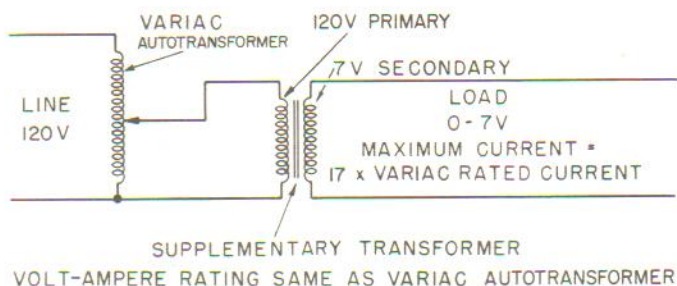 VARIAC
AUTOTRANSFORMER
120V PRIMARY
7V SECONDARY
LINE
120V
LOAD
0-7V
MAXIMUM CURRENT =
17 x VARIAC RATED CURRENT
SUPPLEMENTARY TRANSFORMER
VOLT-AMPERE RATING SAME AS VARIAC AUTOTRANSFORMER